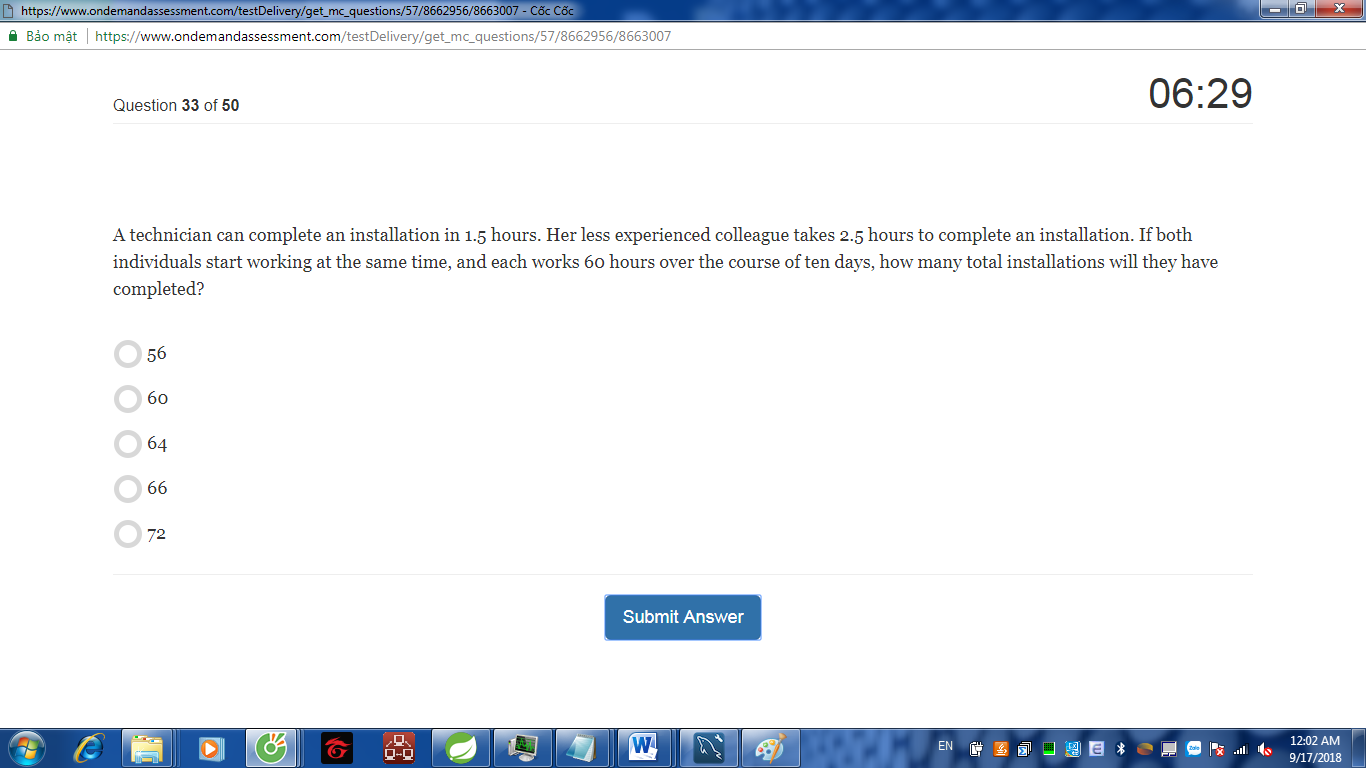 https://www.ondemandassessment.com/testDelivery/get_mc_questions/57/8662956/8663007 - Cốc Cốc
Bảo mật https://www.ondemandassessment.com/testDelivery/get_mc_questions/57/8662956/8663007
06:29
Question 33 of 50
A technician can complete an installation in 1.5 hours. Her less experienced colleague takes 2.5 hours to complete an installation. If both
individuals start working at the same time, and each works 60 hours over the course of ten days, how many total installations will they have
completed?
56
60
64
66
72
Submit Answer
EN
12:02 AM
9/17/2018